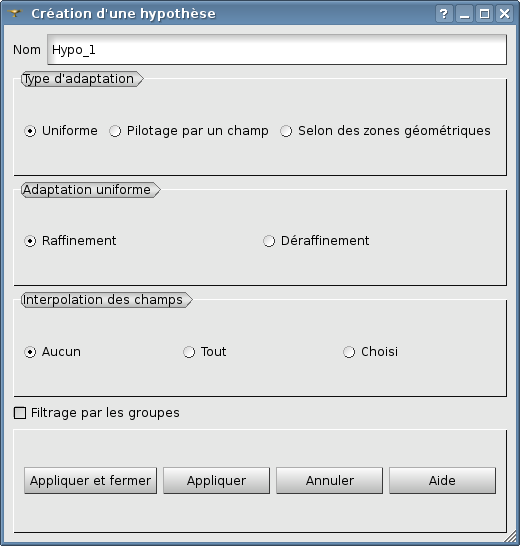 Création d'une hypothèse
Nom Hypo_1
Type d'adaptation
Uniforme Pilotage par un champ Selon des zones géométriques
Adaptation uniforme
Raffinement Déraffinement
Interpolation des champs
Aucun Tout Choisi
Filtrage par les groupes
Appliquer et fermer Appliquer Annuler Aide